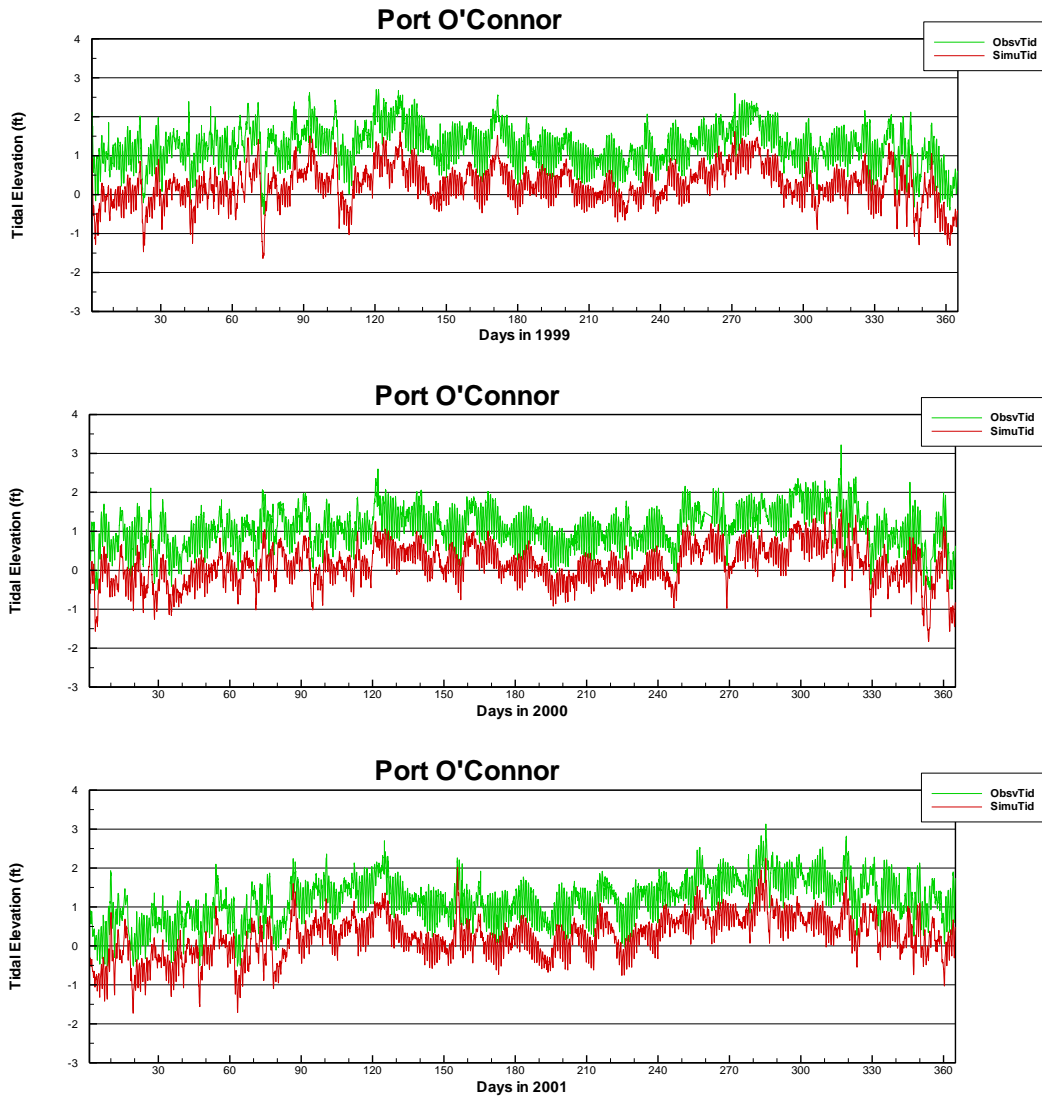 Port O'Connor
ObsvTid
SimuTid
Tidal Elevation (ft)
4
3
2
1
0
-1
-2
-3
30 60 90 120 150 180 210 240 270 300 330 360
Days in 1999
Port O'Connor
ObsvTid
SimuTid
Tidal Elevation (ft)
4
3
2
1
0
-1
-2
-3
30 60 90 120 150 180 210 240 270 300 330 360
Days in 2000
Port O'Connor
ObsvTid
SimuTid
Tidal Elevation (ft)
4
3
2
1
0
-1
-2
-3
30 60 90 120 150 180 210 240 270 300 330 360
Days in 2001